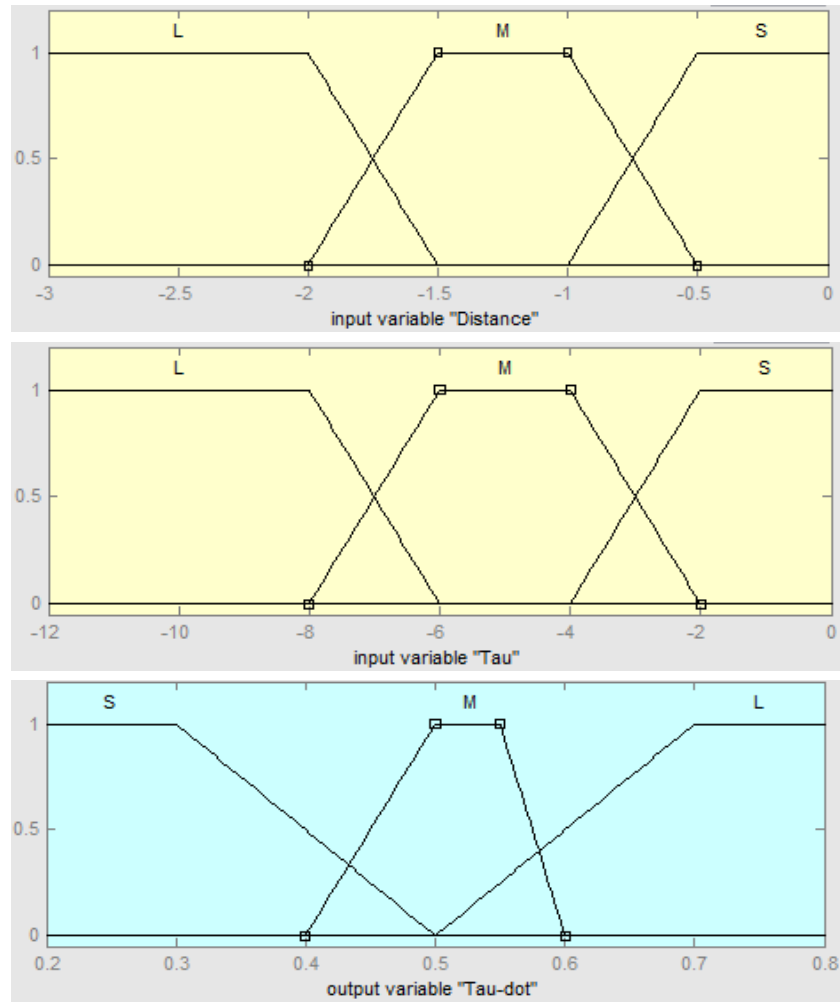 L M S
1
0.5
0
-3 -2.5 -2 -1.5 -1 -0.5 0
input variable "Distance"
L M S
1
0.5
0
-12 -10 -8 -6 -4 -2 0
input variable "Tau"
S M L
1
0.5
0
0.2 0.3 0.4 0.5 0.6 0.7 0.8
output variable "Tau-dot"